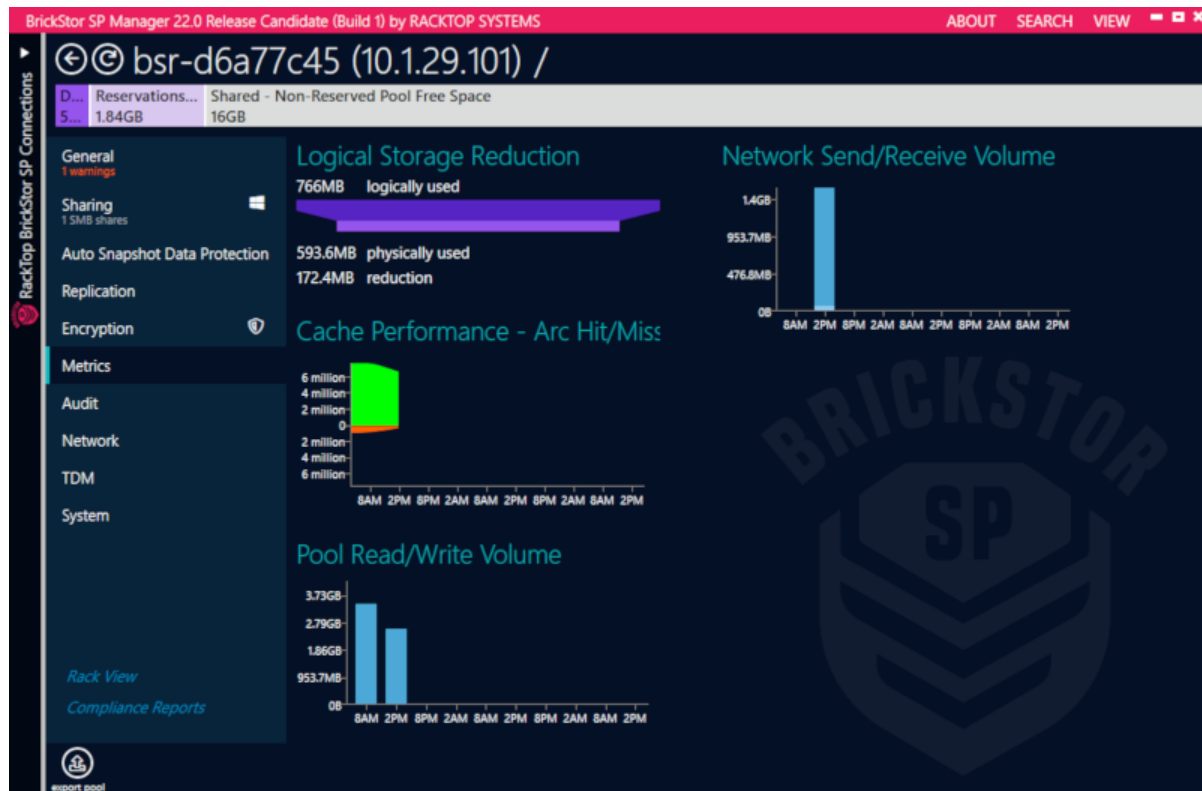 BrickStor SP Manager 22.0 Release Candidate (Build 1) by RACKTOP SYSTEMS
ABOUT SEARCH VIEW
RackTop BrickStor SP Connections
bsr-d6a77c45 (10.1.29.101) /
D... Reservations... Shared - Non-Reserved Pool Free Space
5... 1.84GB 16GB
General
1 warnings
Sharing
1 SMB shares
Auto Snapshot Data Protection
Replication
Encryption
Metrics
Audit
Network
TDM
System
Rack View
Compliance Reports
export pool
Logical Storage Reduction
766MB logically used
593.6MB physically used
172.4MB reduction
Cache Performance - Arc Hit/Miss
6 million
4 million
2 million
0
2 million
4 million
6 million
8AM 2PM 8PM 2AM 8AM 2PM 8PM 2AM 8AM 2PM
Pool Read/Write Volume
3.73GB
2.79GB
1.86GB
953.7MB
0B
8AM 2PM 8PM 2AM 8AM 2PM 8PM 2AM 8AM 2PM
Network Send/Receive Volume
1.4GB
953.7MB
476.8MB
0B
8AM 2PM 8PM 2AM 8AM 2PM 8PM 2AM 8AM 2PM
BRICKSTOR
SP